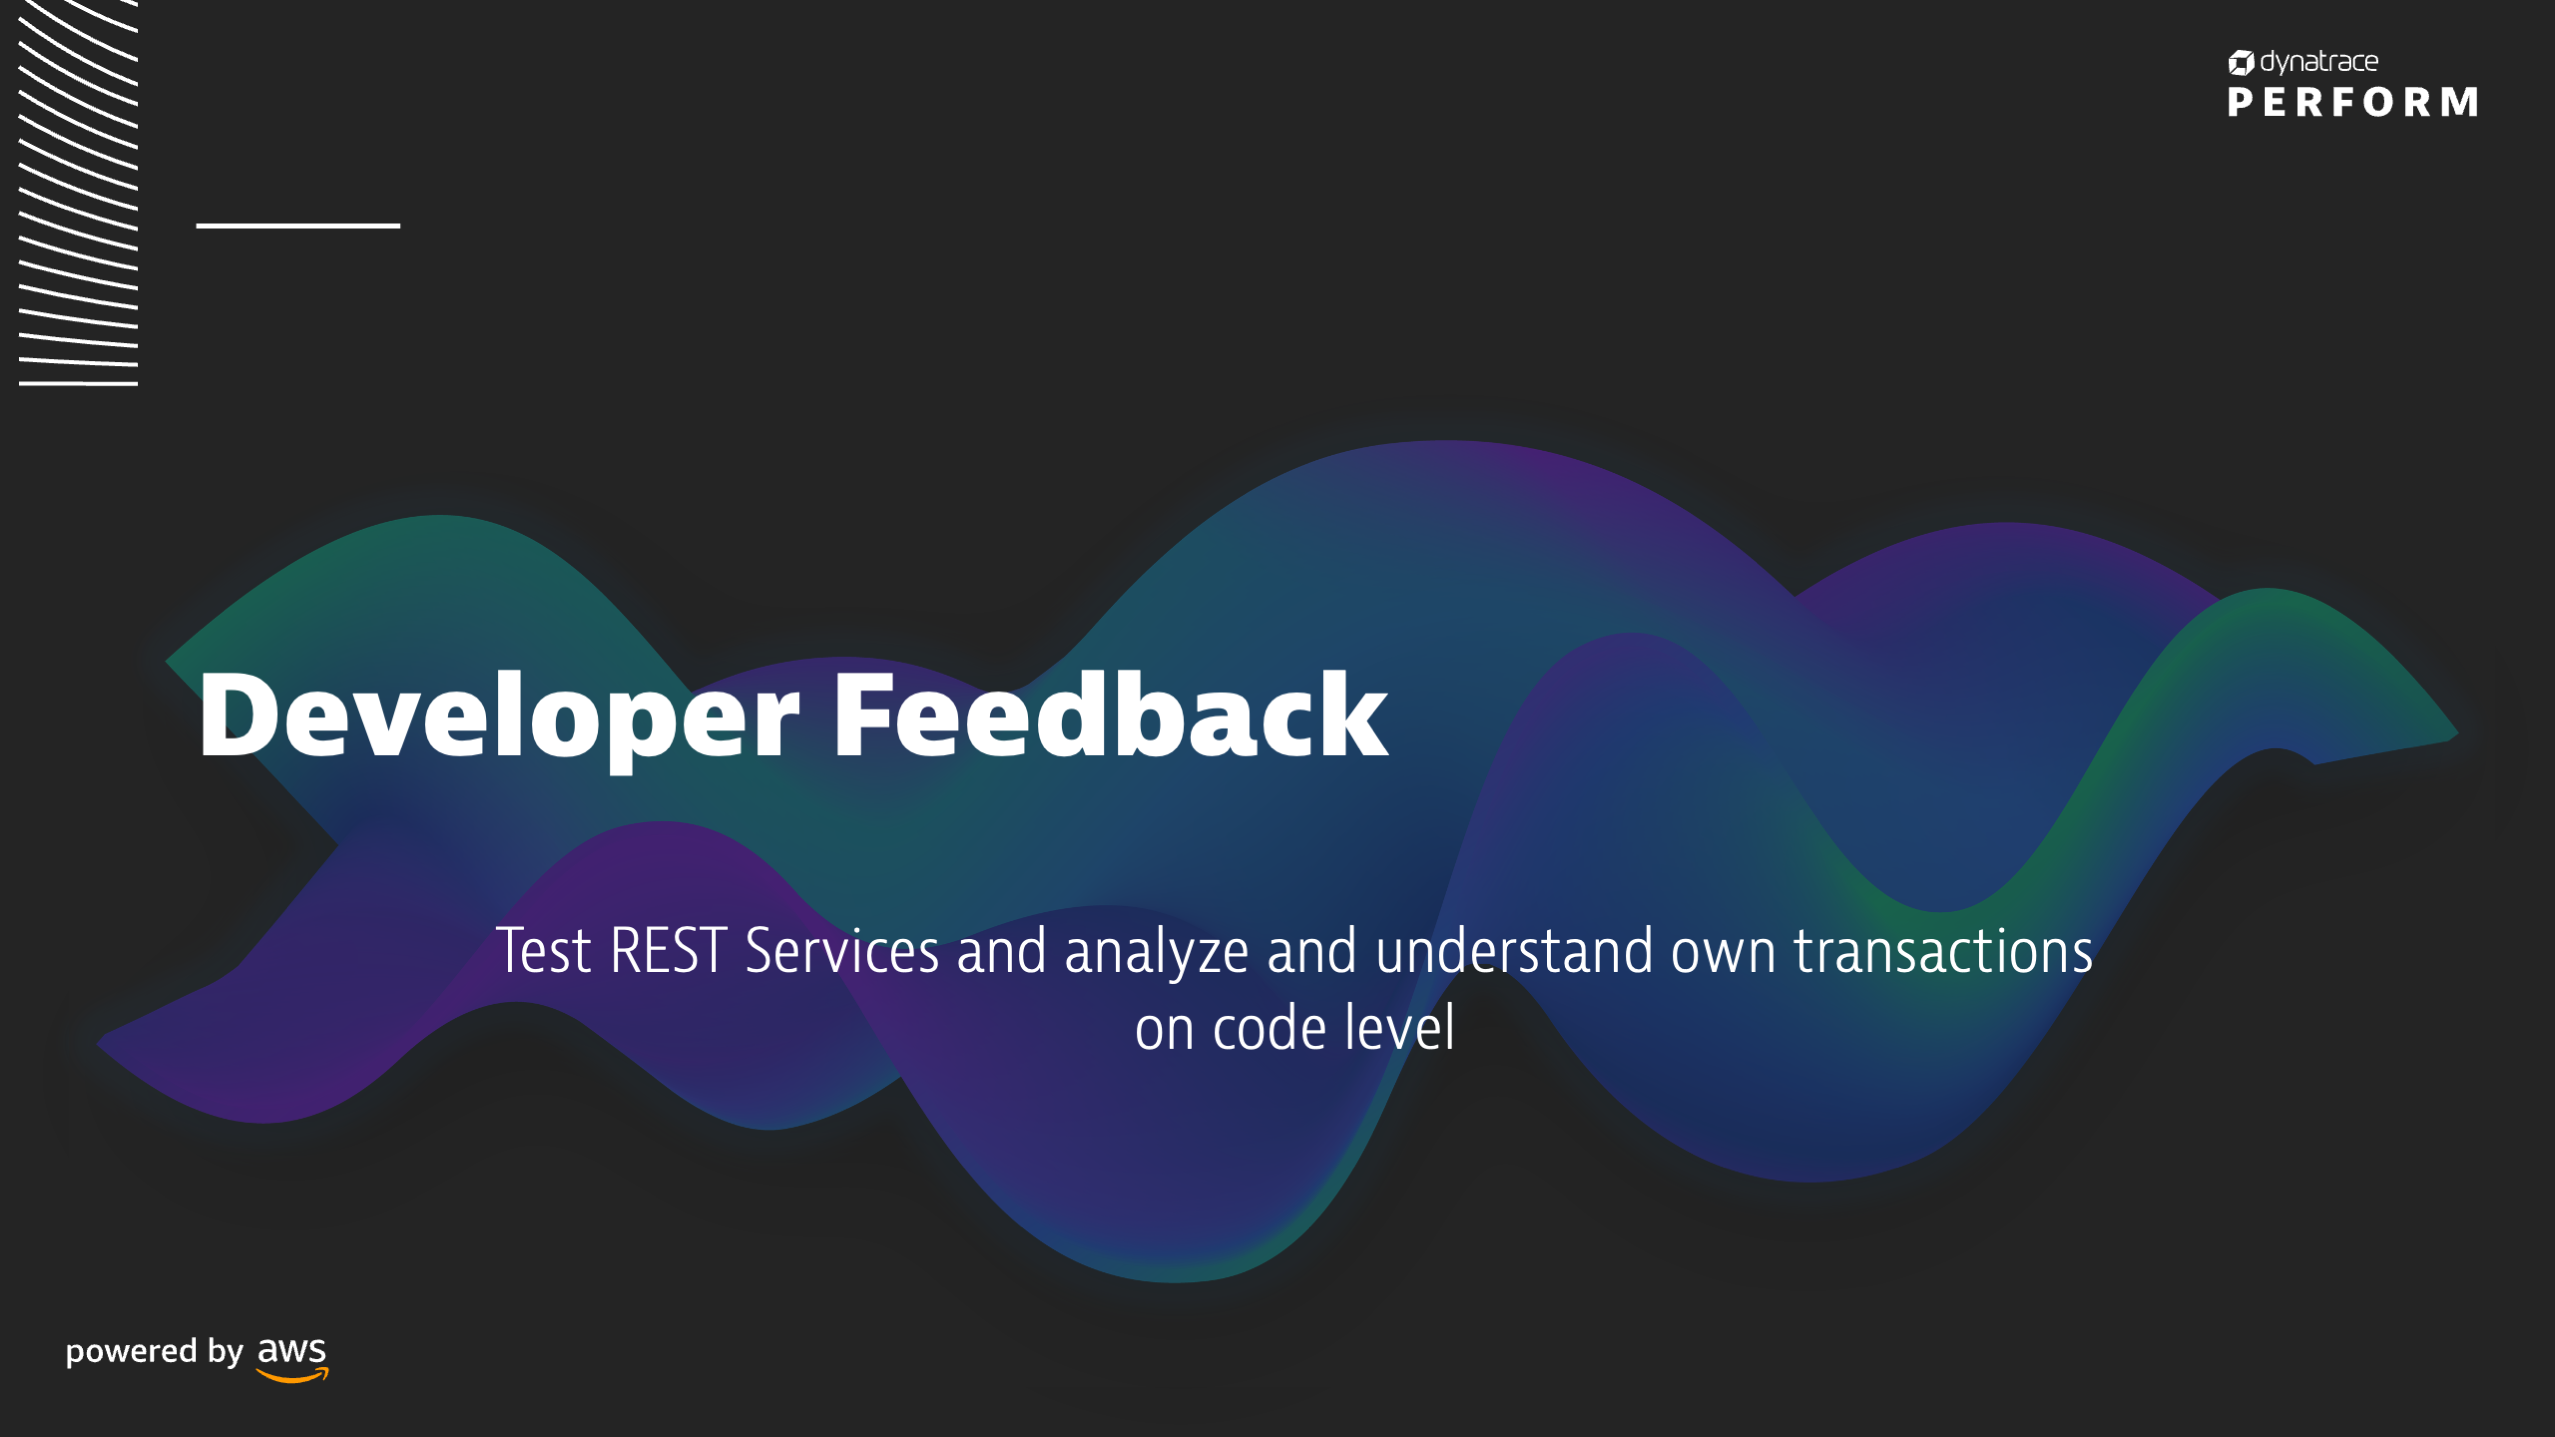 dynatrace
PERFORM
Developer Feedback
Test REST Services and analyze and understand own transactions
on code level
powered by aws